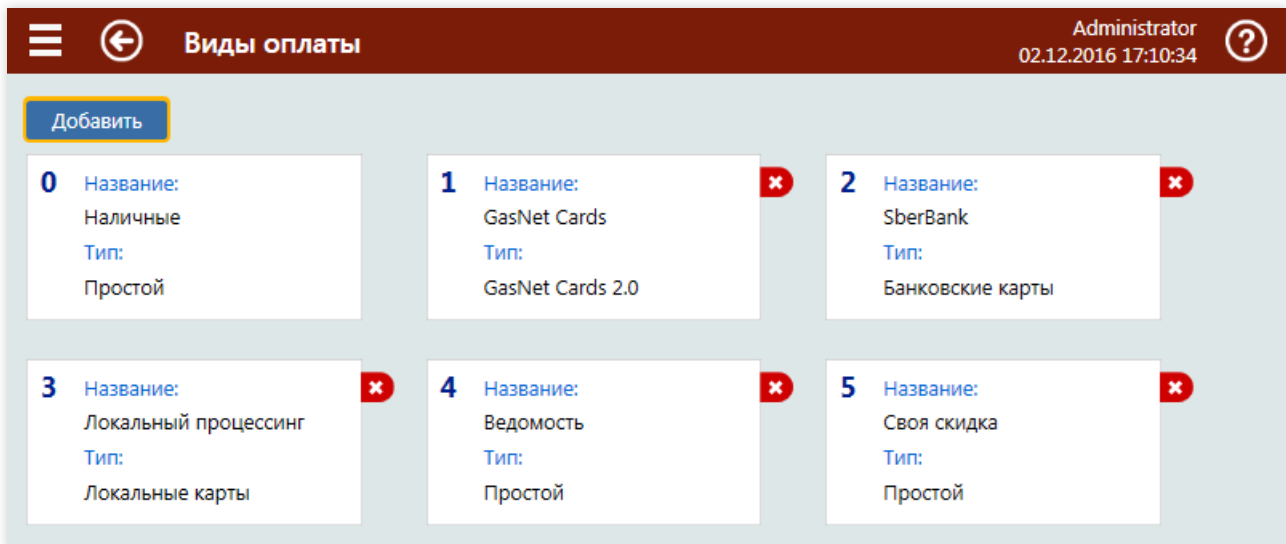 Виды оплаты
Administrator
02.12.2016 17:10:34
Добавить
0 Название:
Наличные
Тип:
Простой
1 Название:
GasNet Cards
Тип:
GasNet Cards 2.0
2 Название:
SberBank
Тип:
Банковские карты
3 Название:
Локальный процессинг
Тип:
Локальные карты
4 Название:
Ведомость
Тип:
Простой
5 Название:
Своя скидка
Тип:
Простой